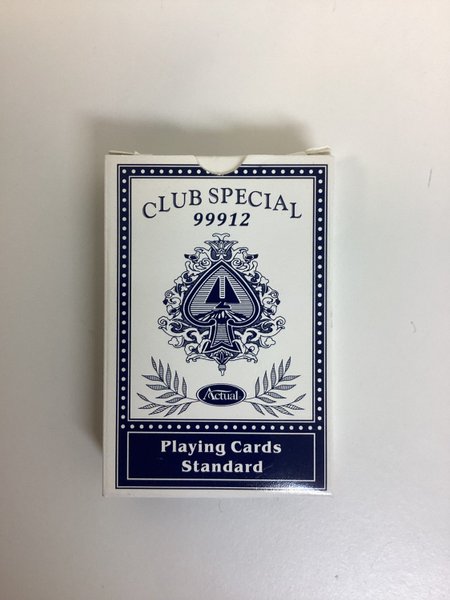 CLUB SPECIAL
99912
Actual
Playing Cards
Standard